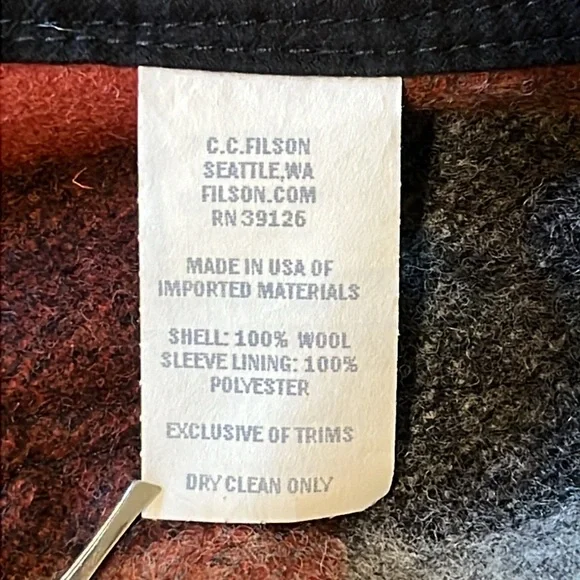 C.C.FILSON
SEATTLE,WA
FILSON.COM
RN 39126
MADE IN USA OF
IMPORTED MATERIALS
SHELL: 100% WOOL
SLEEVE LINING: 100%
POLYESTER
EXCLUSIVE OF TRIMS
DRY CLEAN ONLY